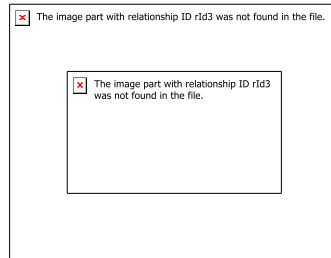 The image part with relationship ID rId3 was not found in the file.
The image part with relationship ID rId3
was not found in the file.